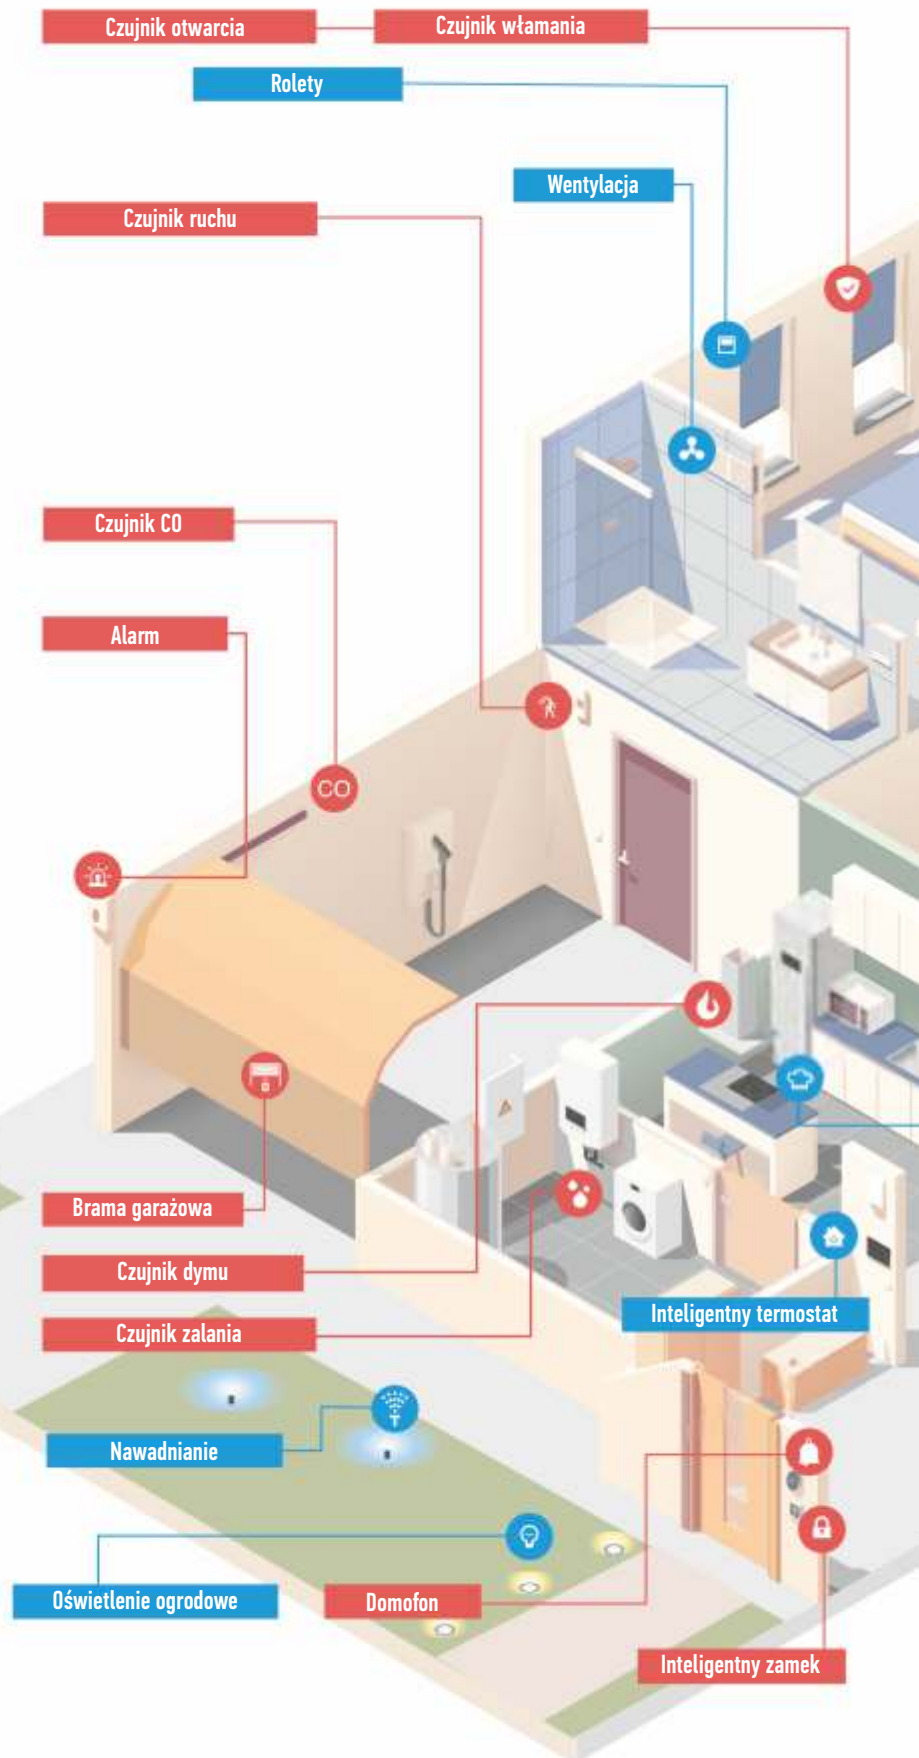 Czujnik otwarcia
Czujnik włamania
Rolety
Wentylacja
Czujnik ruchu
Czujnik CO
Alarm
CO
Brama garażowa
Czujnik dymu
Inteligentny termostat
Czujnik zalania
Nawadnianie
Oświetlenie ogrodowe
Domofon
Inteligentny zamek